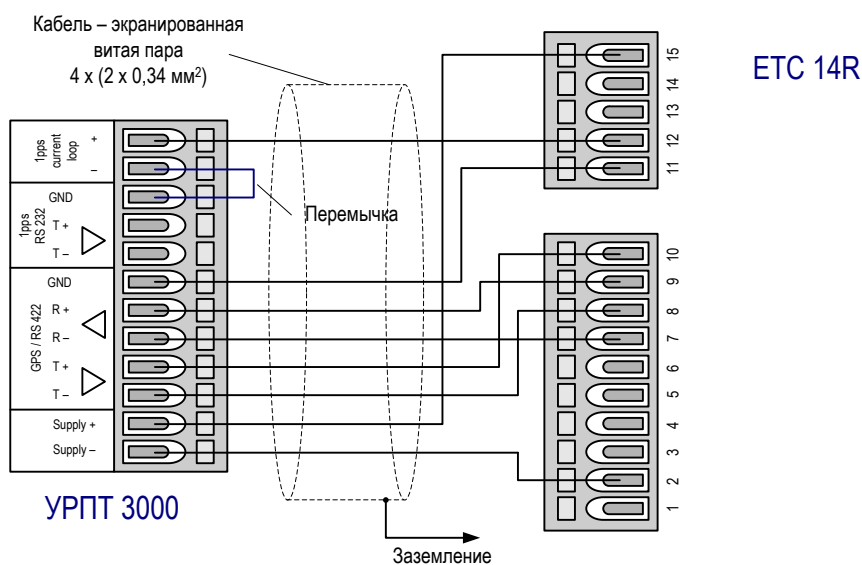 Кабель – экранированная
витая пара
4 x (2 x 0,34 мм²)
ETC 14R
15
14
13
12
11
1pps
current
loop
+
–
1pps
RS 232
GND
T +
T –
Перемычка
GPS / RS 422
GND
R +
R –
T +
T –
Supply +
Supply –
10
9
8
7
6
5
4
3
2
1
УРПТ 3000
Заземление